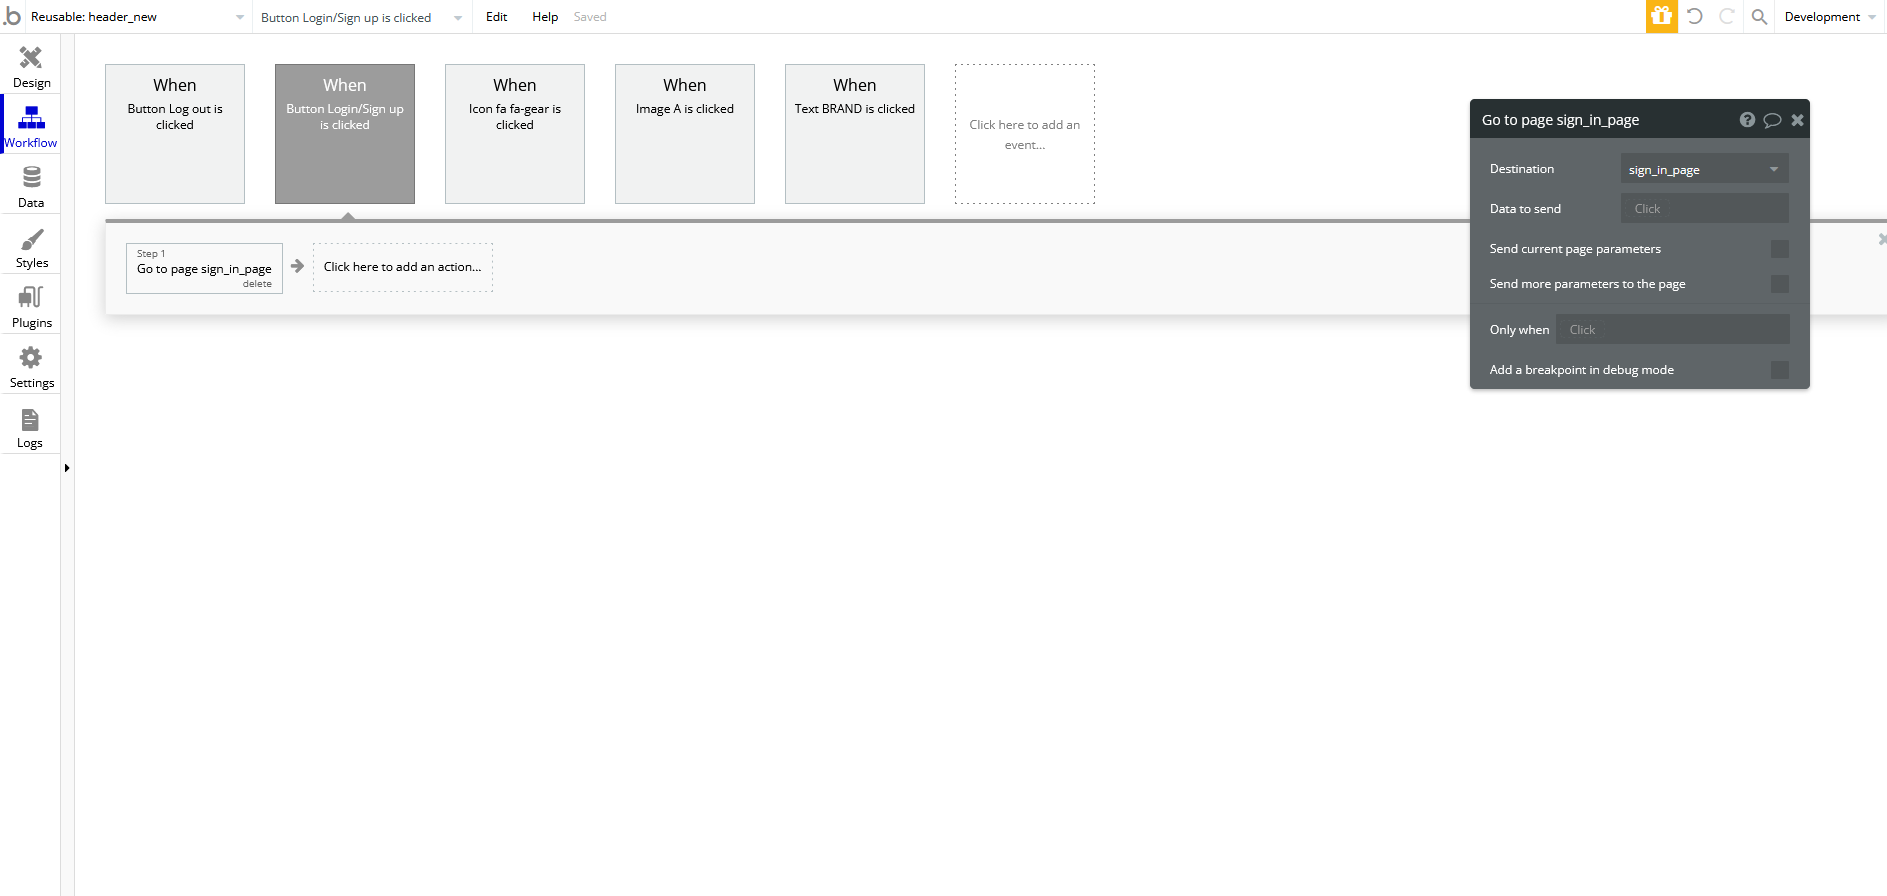 .b
Reusable: header_new
Button Login/Sign up is clicked
Edit
Help
Saved
Development
Design
Workflow
Data
Styles
Plugins
Settings
Logs
When
Button Log out is
clicked
When
Button Login/Sign up
is clicked
When
Icon fa fa-gear is
clicked
When
Image A is clicked
When
Text BRAND is clicked
Click here to add an
event...
Step 1
Go to page sign_in_page
delete
Click here to add an action...
Go to page sign_in_page
Destination
sign_in_page
Data to send
Click
Send current page parameters
Send more parameters to the page
Only when
Click
Add a breakpoint in debug mode